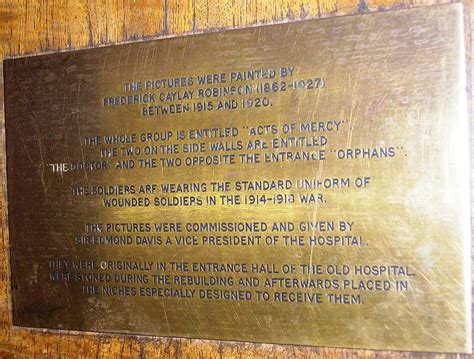 THE PICTURES WERE PAINTED BY
FREDERICK CAYLAY ROBINSON (1862-1927)
BETWEEN 1915 AND 1920.
THE WHOLE GROUP IS ENTITLED "ACTS OF MERCY"
THE TWO ON THE SIDE WALLS ARE ENTITLED
"THE DOCTOR" AND THE TWO OPPOSITE THE ENTRANCE "ORPHANS".
THE SOLDIERS ARE WEARING THE STANDARD UNIFORM OF
WOUNDED SOLDIERS IN THE 1914-1918 WAR.
THE PICTURES WERE COMMISSIONED AND GIVEN BY
SIR EDMOND DAVIS A VICE PRESIDENT OF THE HOSPITAL.
THEY WERE ORIGINALLY IN THE ENTRANCE HALL OF THE OLD HOSPITAL.
WERE STORED DURING THE REBUILDING AND AFTERWARDS PLACED IN
THE NICHES ESPECIALLY DESIGNED TO RECEIVE THEM.